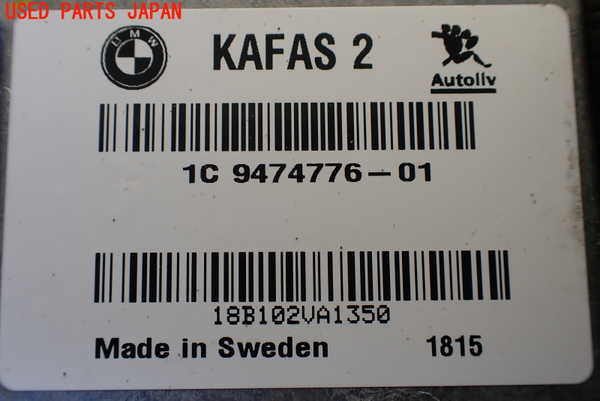 USED PARTS JAPAN
BMW KAFAS 2
Autoliv
1C 9474776-01
18B102VA1350
Made in Sweden 1815